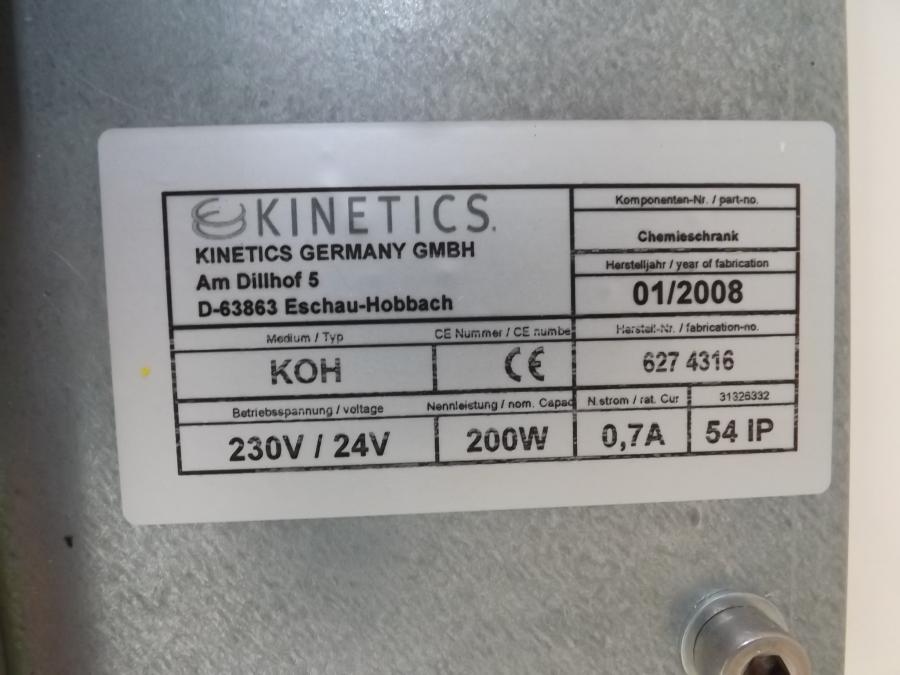 KINETICS.
KINETICS GERMANY GMBH
Am Dillhof 5
D-63863 Eschau-Hobbach
Komponenten-Nr. / part-no.
Chemieschrank
Herstelljahr / year of fabrication
01/2008
Medium / Typ
KOH
CE Nummer / CE numbe
CE
Herstell-Nr. / fabrication-no.
627 4316
Betriebsspannung / voltage
230V / 24V
Nennleistung / nom. Capac
200W
N.strom / rat. Cur
0,7A
31326332
54 IP